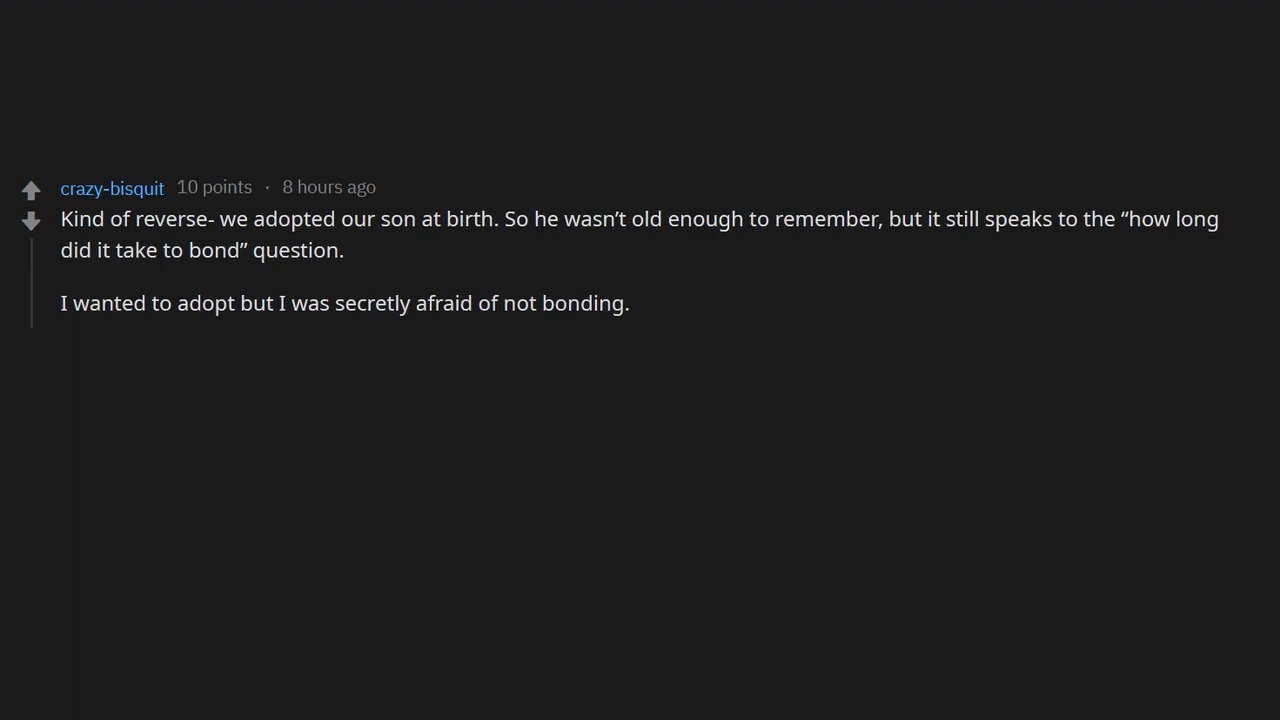 crazy-bisquit 10 points · 8 hours ago
Kind of reverse- we adopted our son at birth. So he wasn’t old enough to remember, but it still speaks to the “how long
did it take to bond” question.
I wanted to adopt but I was secretly afraid of not bonding.